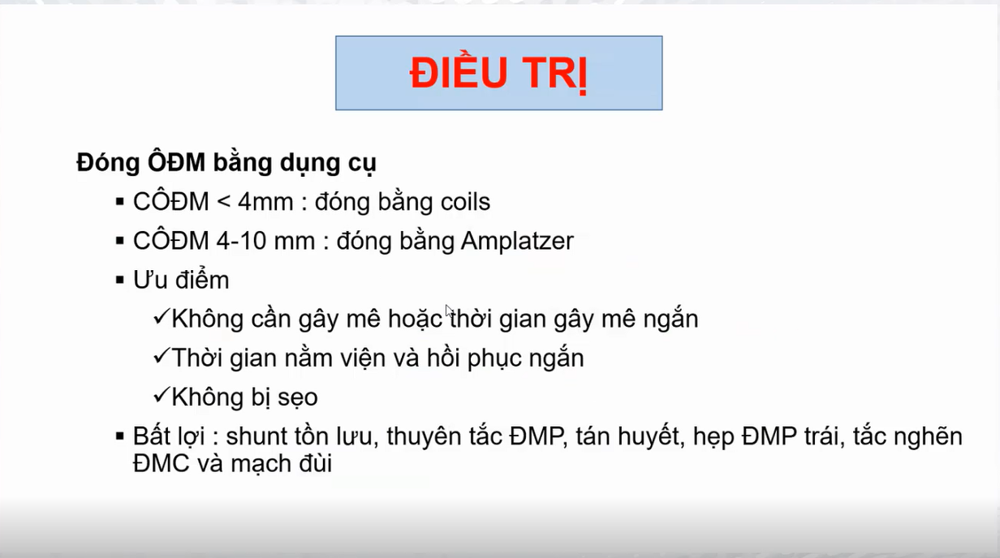 ĐIỀU TRỊ
Đóng ÔĐM bằng dụng cụ
▪ CÔĐM < 4mm : đóng bằng coils
▪ CÔĐM 4-10 mm : đóng bằng Amplatzer
▪ Ưu điểm
✓Không cần gây mê hoặc thời gian gây mê ngắn
✓Thời gian nằm viện và hồi phục ngắn
✓Không bị sẹo
▪ Bất lợi : shunt tồn lưu, thuyên tắc ĐMP, tán huyết, hẹp ĐMP trái, tắc nghẽn
ĐMC và mạch đùi